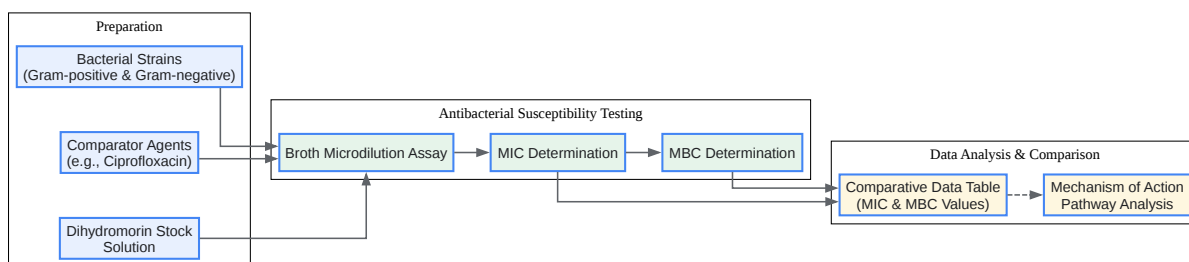 Preparation
Bacterial Strains
(Gram-positive & Gram-negative)
Comparator Agents
(e.g., Ciprofloxacin)
Dihydromorin Stock
Solution
Antibacterial Susceptibility Testing
Broth Microdilution Assay
MIC Determination
MBC Determination
Data Analysis & Comparison
Comparative Data Table
(MIC & MBC Values)
Mechanism of Action
Pathway Analysis